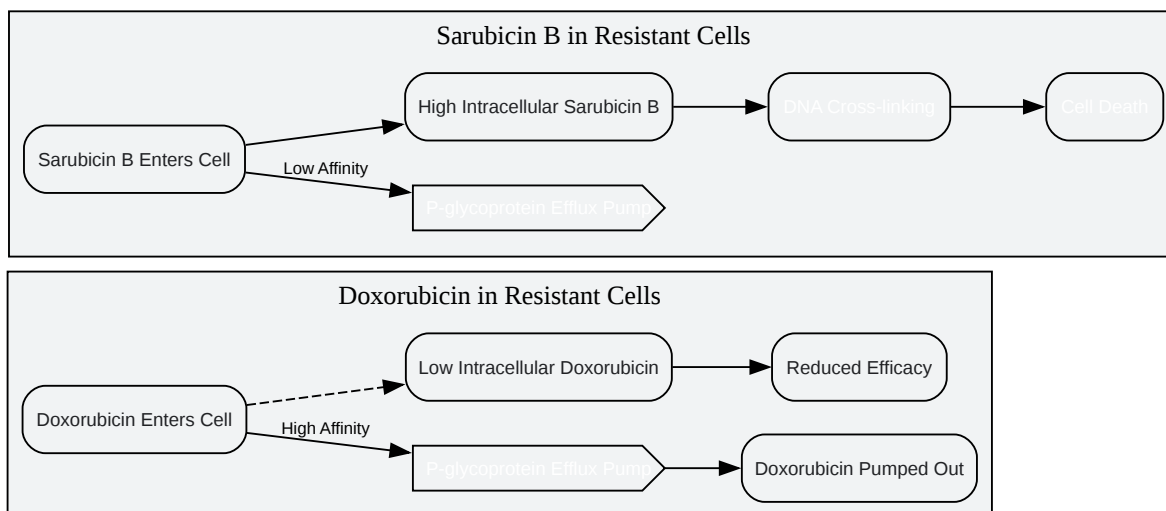 Sarubicin B in Resistant Cells
High Intracellular Sarubicin B
DNA Cross-linking
Cell Death
Sarubicin B Enters Cell
Low Affinity
P-glycoprotein Efflux Pump
Doxorubicin in Resistant Cells
Low Intracellular Doxorubicin
Reduced Efficacy
Doxorubicin Enters Cell
High Affinity
P-glycoprotein Efflux Pump
Doxorubicin Pumped Out